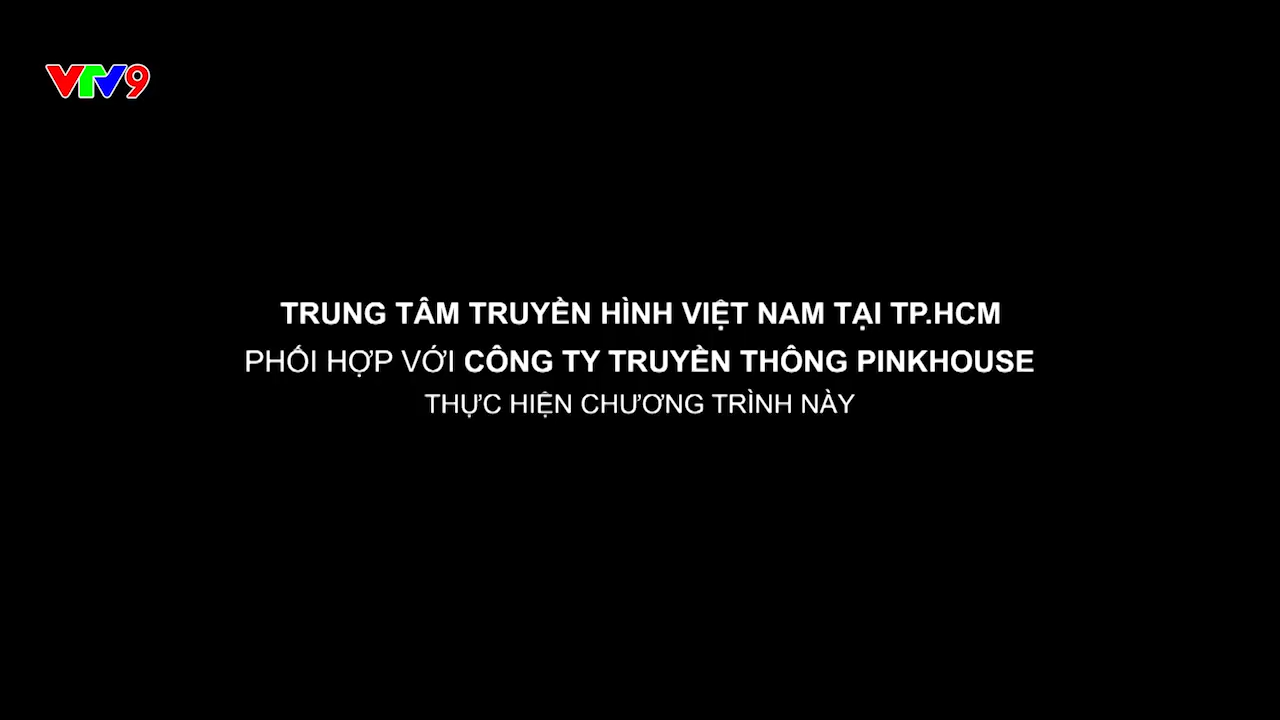 VTV9
TRUNG TÂM TRUYỀN HÌNH VIỆT NAM TẠI TP.HCM
PHỐI HỢP VỚI CÔNG TY TRUYỀN THÔNG PINKHOUSE
THỰC HIỆN CHƯƠNG TRÌNH NÀY